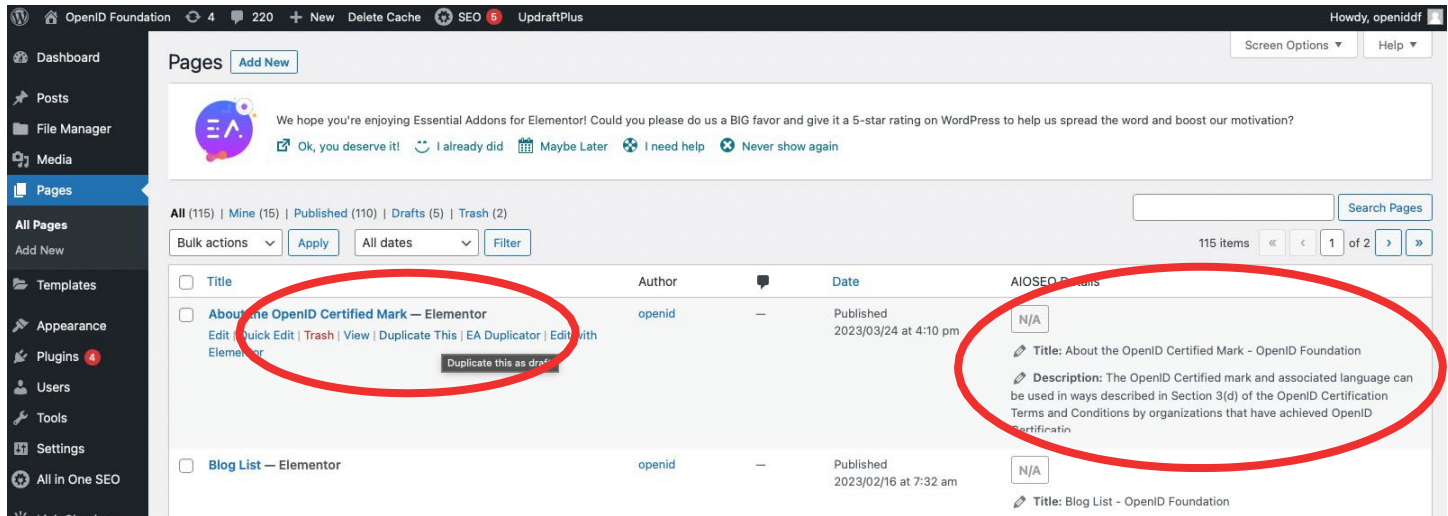 OpenID Foundation 4 220 New Delete Cache SEO 5 UpdraftPlus Howdy, openiddf
Screen Options ▼ Help ▼
Dashboard
Posts
File Manager
Media
Pages
All Pages
Add New
Templates
Appearance
Plugins 4
Users
Tools
Settings
All in One SEO
Pages Add New
We hope you're enjoying Essential Addons for Elementor! Could you please do us a BIG favor and give it a 5-star rating on WordPress to help us spread the word and boost our motivation?
Ok, you deserve it! I already did Maybe Later I need help Never show again
All (115) | Mine (15) | Published (110) | Drafts (5) | Trash (2)
Search Pages
Bulk actions Apply All dates Filter
115 items « ‹ 1 of 2 › »
Title Author Date AIOSEO Details
About the OpenID Certified Mark — Elementor
Edit | Quick Edit | Trash | View | Duplicate This | EA Duplicator | Edit with
Elementor
Duplicate this as draft
openid
—
Published
2023/03/24 at 4:10 pm
N/A
Title: About the OpenID Certified Mark - OpenID Foundation
Description: The OpenID Certified mark and associated language can
be used in ways described in Section 3(d) of the OpenID Certification
Terms and Conditions by organizations that have achieved OpenID
Certificatio
Blog List — Elementor
openid
—
Published
2023/02/16 at 7:32 am
N/A
Title: Blog List - OpenID Foundation